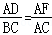 AD/BC = AF/AC